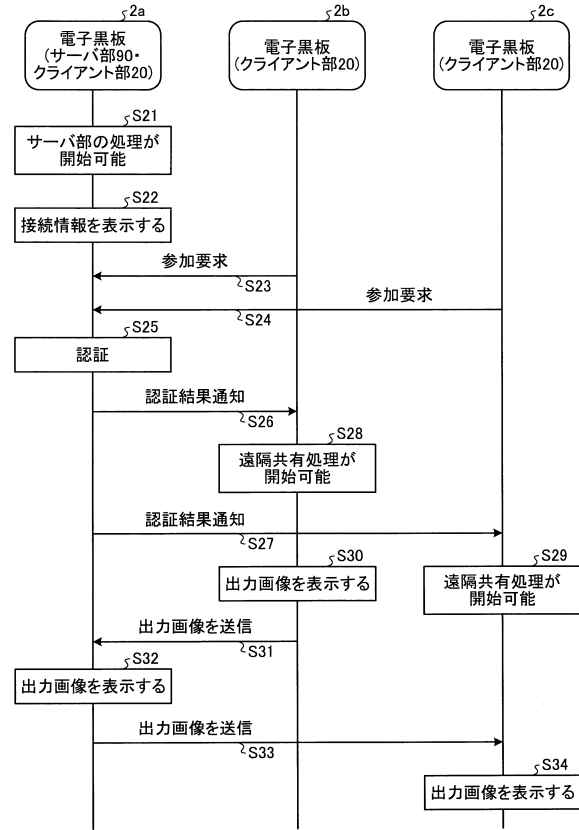 2a
2b
2c
電子黒板
(サーバ部90・
クライアント部20)
電子黒板
(クライアント部20)
電子黒板
(クライアント部20)
S21
サーバ部の処理が
開始可能
S22
接続情報を表示する
参加要求
S23
参加要求
S24
S25
認証
認証結果通知
S26
S28
遠隔共有処理が
開始可能
認証結果通知
S27
S29
遠隔共有処理が
開始可能
S30
出力画像を表示する
出力画像を送信
S31
S32
出力画像を表示する
出力画像を送信
S33
S34
出力画像を表示する